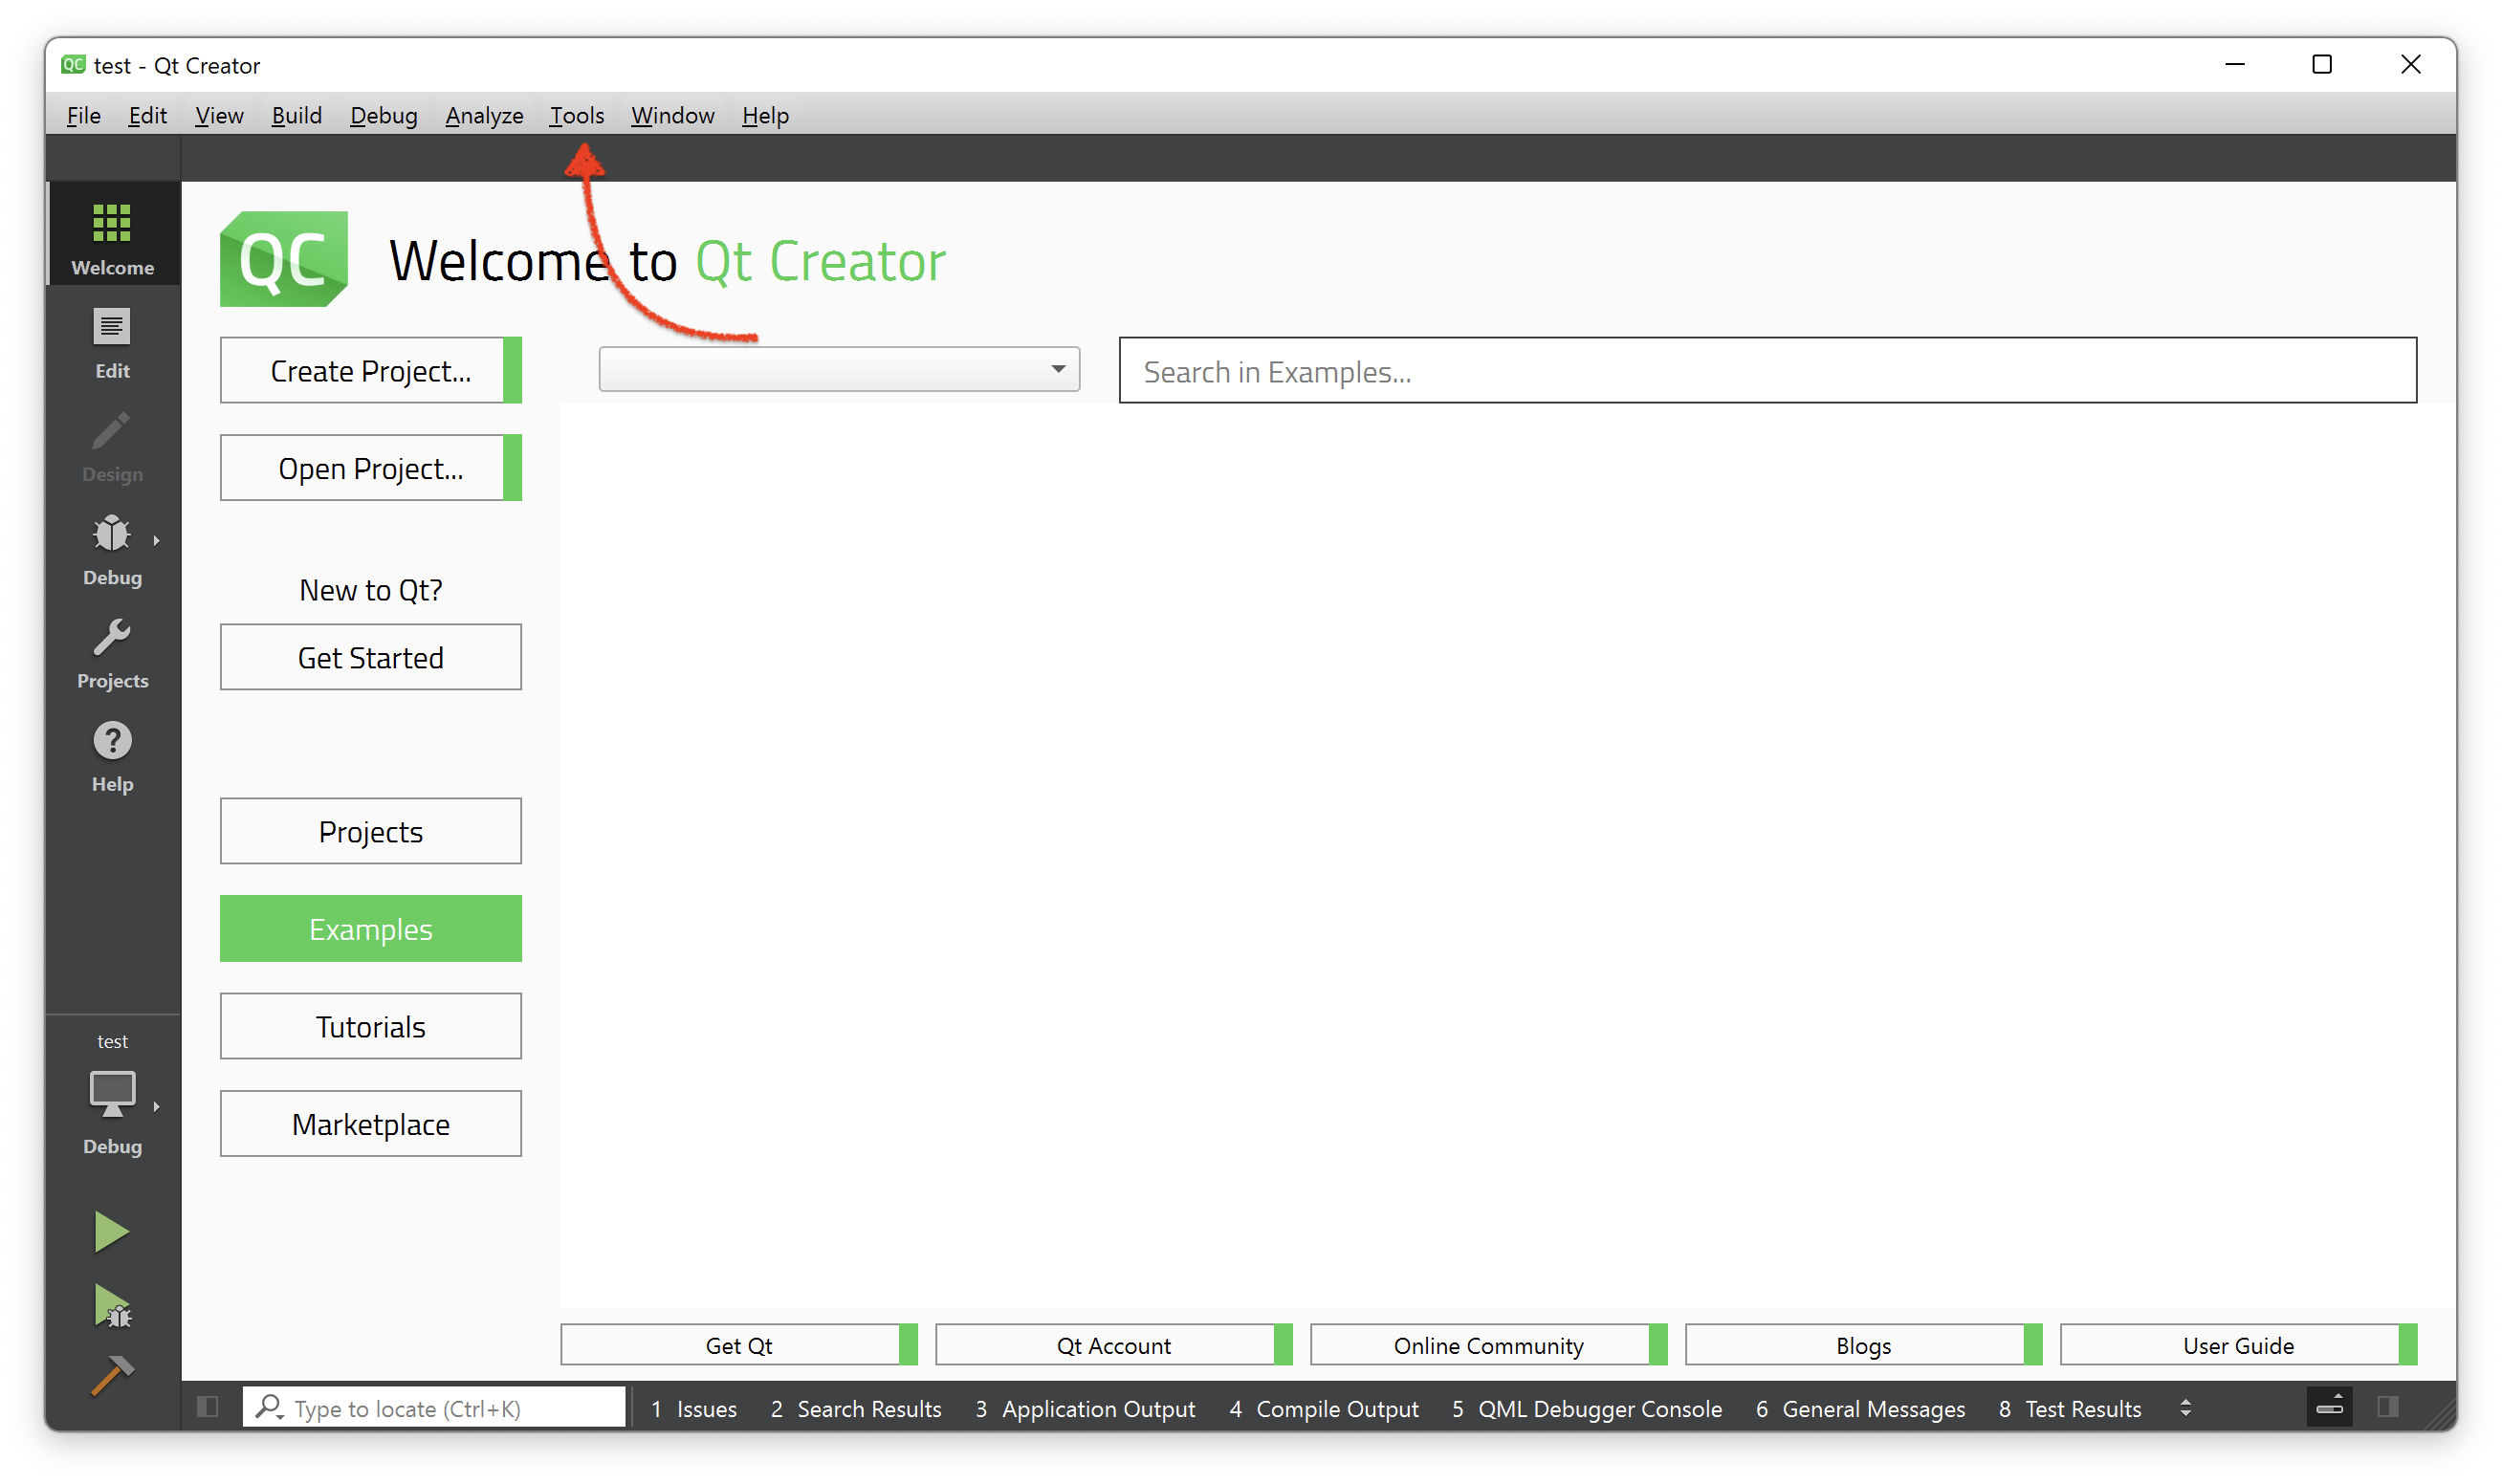 QC test - Qt Creator
File Edit View Build Debug Analyze Tools Window Help
Welcome
Edit
Design
Debug
Projects
Help
test
Debug
QC
Welcome to Qt Creator
Create Project...
Search in Examples...
Open Project...
New to Qt?
Get Started
Projects
Examples
Tutorials
Marketplace
Get Qt
Qt Account
Online Community
Blogs
User Guide
Type to locate (Ctrl+K)
1 Issues 2 Search Results 3 Application Output 4 Compile Output 5 QML Debugger Console 6 General Messages 8 Test Results